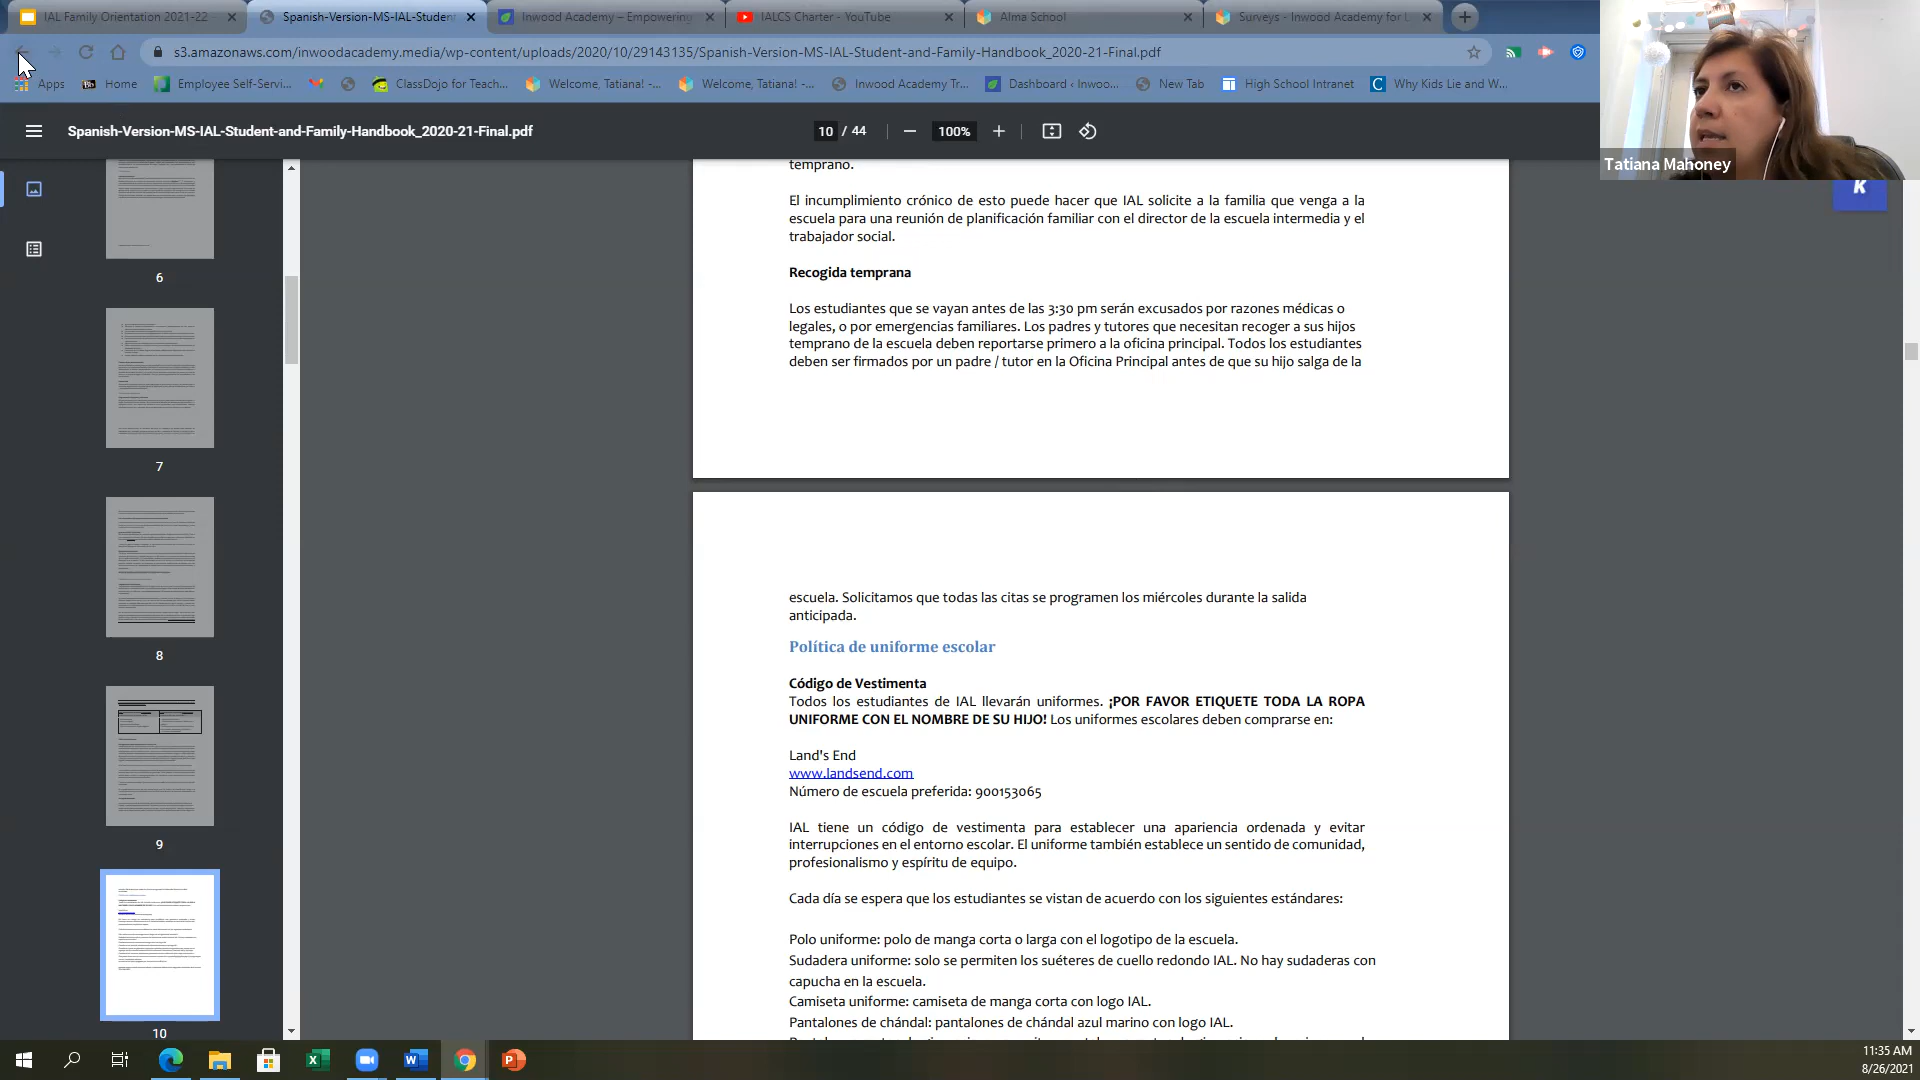 IAL Family Orientation 2021-22
Spanish-Version-MS-IAL-Student
Inwood Academy – Empowering
IALCS Charter - YouTube
Alma School
Surveys - Inwood Academy for L
s3.amazonaws.com/inwoodacademy.media/wp-content/uploads/2020/10/29143135/Spanish-Version-MS-IAL-Student-and-Family-Handbook_2020-21-Final.pdf
Apps
Home
Employee Self-Servi...
ClassDojo for Teach...
Welcome, Tatiana! -...
Welcome, Tatiana! -...
Inwood Academy Tr...
Dashboard ‹ Inwoo...
New Tab
High School Intranet
Why Kids Lie and W...
Spanish-Version-MS-IAL-Student-and-Family-Handbook_2020-21-Final.pdf
10 / 44
100%
Tatiana Mahoney
K
6
7
8
9
10
temprano.
El incumplimiento crónico de esto puede hacer que IAL solicite a la familia que venga a la
escuela para una reunión de planificación familiar con el director de la escuela intermedia y el
trabajador social.
Recogida temprana
Los estudiantes que se vayan antes de las 3:30 pm serán excusados por razones médicas o
legales, o por emergencias familiares. Los padres y tutores que necesitan recoger a sus hijos
temprano de la escuela deben reportarse primero a la oficina principal. Todos los estudiantes
deben ser firmados por un padre / tutor en la Oficina Principal antes de que su hijo salga de la
escuela. Solicitamos que todas las citas se programen los miércoles durante la salida
anticipada.
Política de uniforme escolar
Código de Vestimenta
Todos los estudiantes de IAL llevarán uniformes. ¡POR FAVOR ETIQUETE TODA LA ROPA
UNIFORME CON EL NOMBRE DE SU HIJO! Los uniformes escolares deben comprarse en:
Land's End
www.landsend.com
Número de escuela preferida: 900153065
IAL tiene un código de vestimenta para establecer una apariencia ordenada y evitar
interrupciones en el entorno escolar. El uniforme también establece un sentido de comunidad,
profesionalismo y espíritu de equipo.
Cada día se espera que los estudiantes se vistan de acuerdo con los siguientes estándares:
Polo uniforme: polo de manga corta o larga con el logotipo de la escuela.
Sudadera uniforme: solo se permiten los suéteres de cuello redondo IAL. No hay sudaderas con
capucha en la escuela.
Camiseta uniforme: camiseta de manga corta con logo IAL.
Pantalones de chándal: pantalones de chándal azul marino con logo IAL.
11:35 AM
8/26/2021